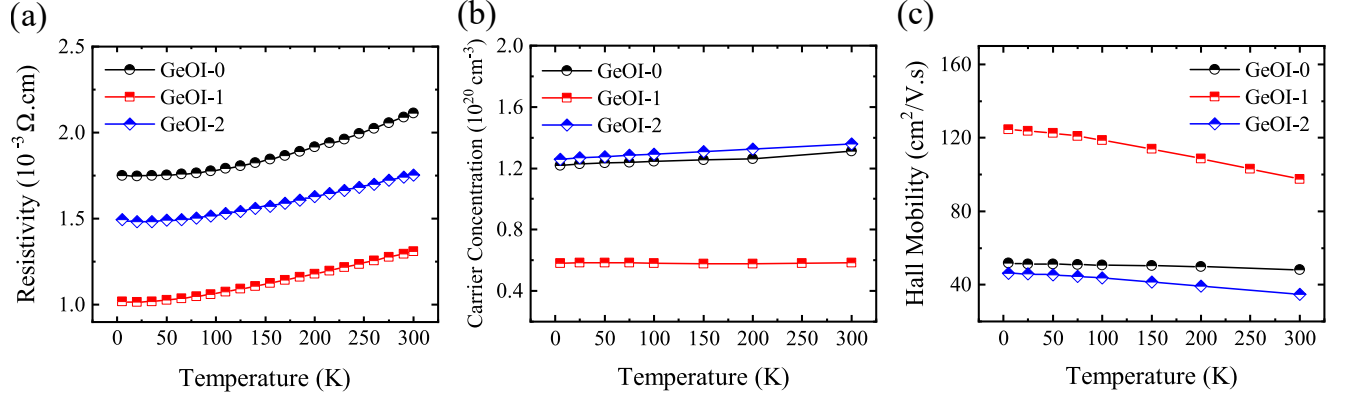 (a)
2.5
2.0
1.5
1.0
Resistivity (10⁻³ Ω.cm)
GeOI-0
GeOI-1
GeOI-2
0 50 100 150 200 250 300
Temperature (K)
(b)
2.0
1.6
1.2
0.8
0.4
Carrier Concentration (10²⁰ cm⁻³)
GeOI-0
GeOI-1
GeOI-2
0 50 100 150 200 250 300
Temperature (K)
(c)
160
120
80
40
Hall Mobility (cm²/V.s)
GeOI-0
GeOI-1
GeOI-2
0 50 100 150 200 250 300
Temperature (K)